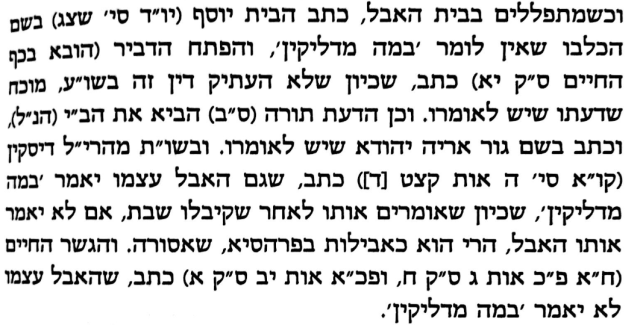 וכשמתפללים בבית האבל, כתב הבית יוסף (יו״ד סי׳ שצג) בשם
הכלבו שאין לומר ׳במה מדליקין׳, והפתח הדביר (הובא בכף
החיים ס״ק יא) כתב, שכיון שלא העתיק דין זה בשו״ע, מוכח
שדעתו שיש לאומרו. וכן הדעת תורה (ס״ב) הביא את הב״י (הנ״ל),
וכתב בשם גור אריה יהודא שיש לאומרו. ובשו״ת מהרי״ל דיסקין
(קו״א סי׳ ה אות קצט [ד]) כתב, שגם האבל עצמו יאמר ׳במה
מדליקין׳, שכיון שאומרים אותו לאחר שקיבלו שבת, אם לא יאמר
אותו האבל, הרי הוא כאבילות בפרהסיא, שאסורה. והגשר החיים
(ח״א פ״כ אות ג ס״ק ח, ופכ״א אות יב ס״ק א) כתב, שהאבל עצמו
לא יאמר ׳במה מדליקין׳.